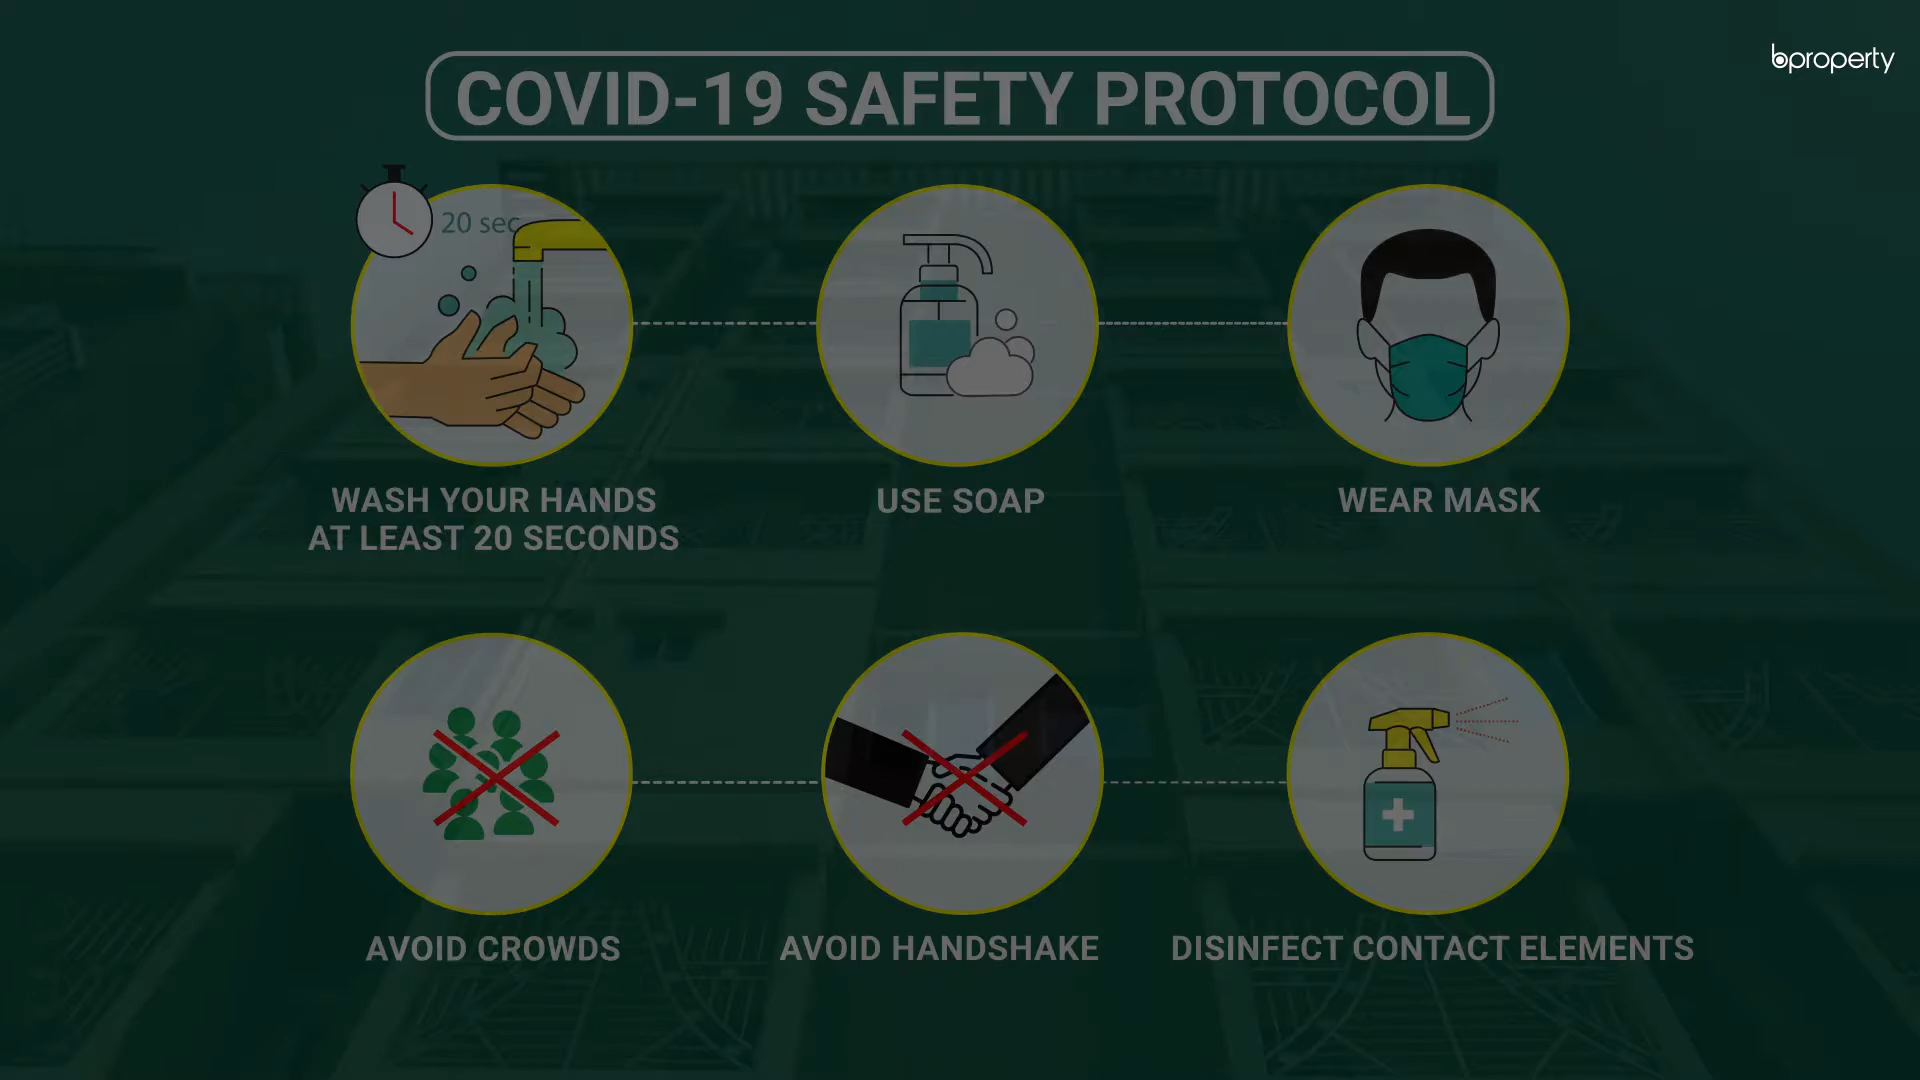 COVID-19 SAFETY PROTOCOL
bproperty
20 sec
WASH YOUR HANDS
AT LEAST 20 SECONDS
USE SOAP
WEAR MASK
AVOID CROWDS
AVOID HANDSHAKE
DISINFECT CONTACT ELEMENTS